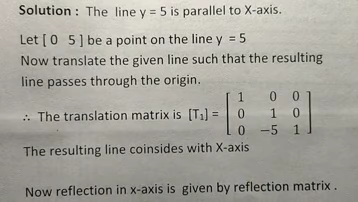 Solution : The line y = 5 is parallel to X-axis.
Let [ 0 5 ] be a point on the line y = 5
Now translate the given line such that the resulting
line passes through the origin.
∴ The translation matrix is [T₁] = [ 1 0 0
0 1 0
0 −5 1 ]
The resulting line coinsides with X-axis
Now reflection in x-axis is given by reflection matrix .